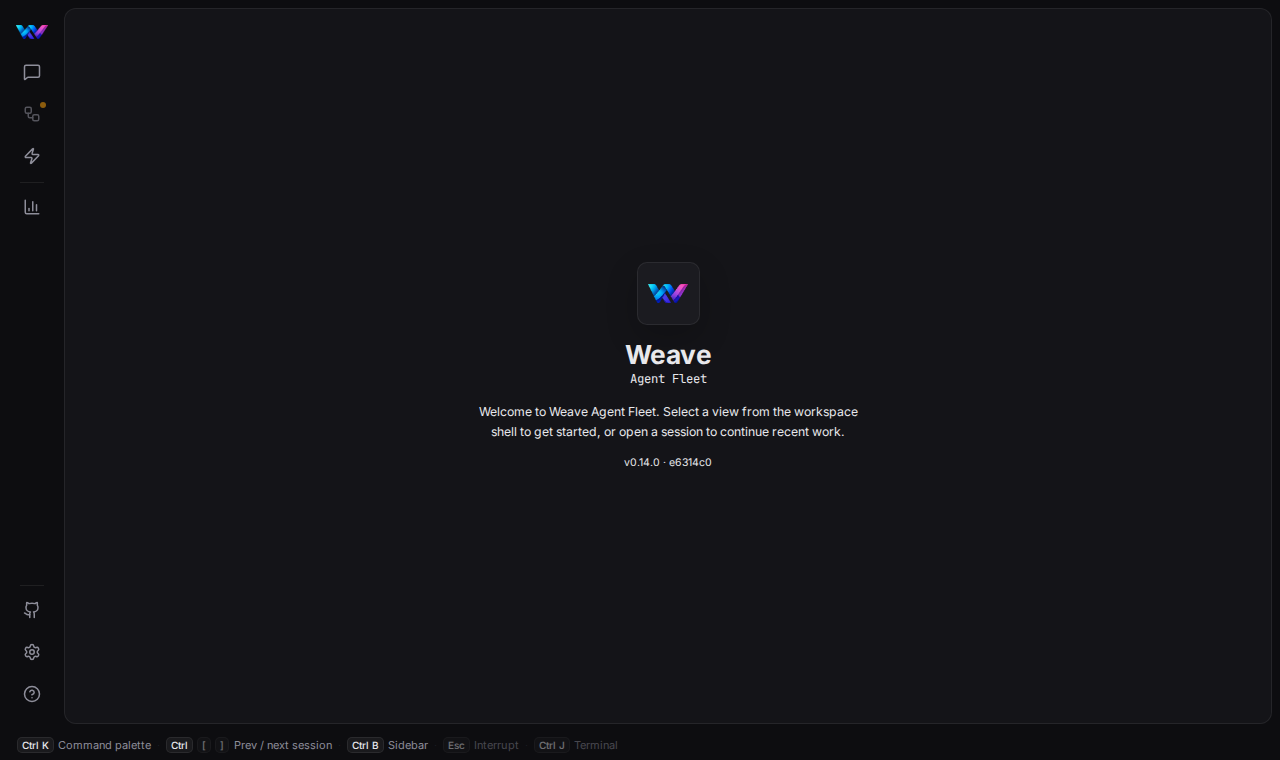 Weave
Agent Fleet
Welcome to Weave Agent Fleet. Select a view from the workspace
shell to get started, or open a session to continue recent work.
v0.14.0 · e6314c0
Ctrl K Command palette Ctrl [ ] Prev / next session Ctrl B Sidebar Esc Interrupt Ctrl J Terminal